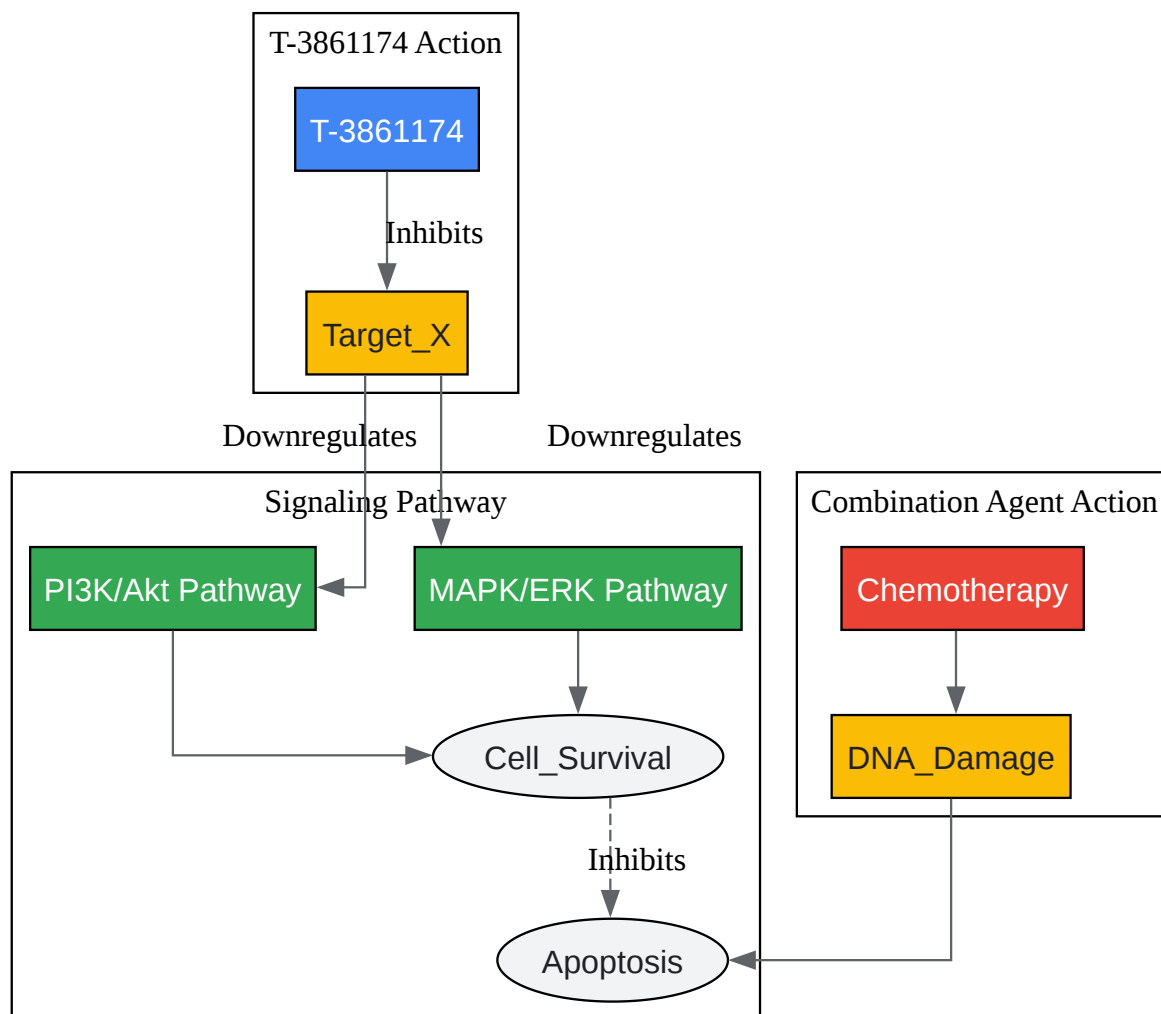 T-3861174 Action
T-3861174
Inhibits
Target_X
Downregulates
Downregulates
Signaling Pathway
Combination Agent Action
PI3K/Akt Pathway
MAPK/ERK Pathway
Chemotherapy
Cell_Survival
DNA_Damage
Inhibits
Apoptosis